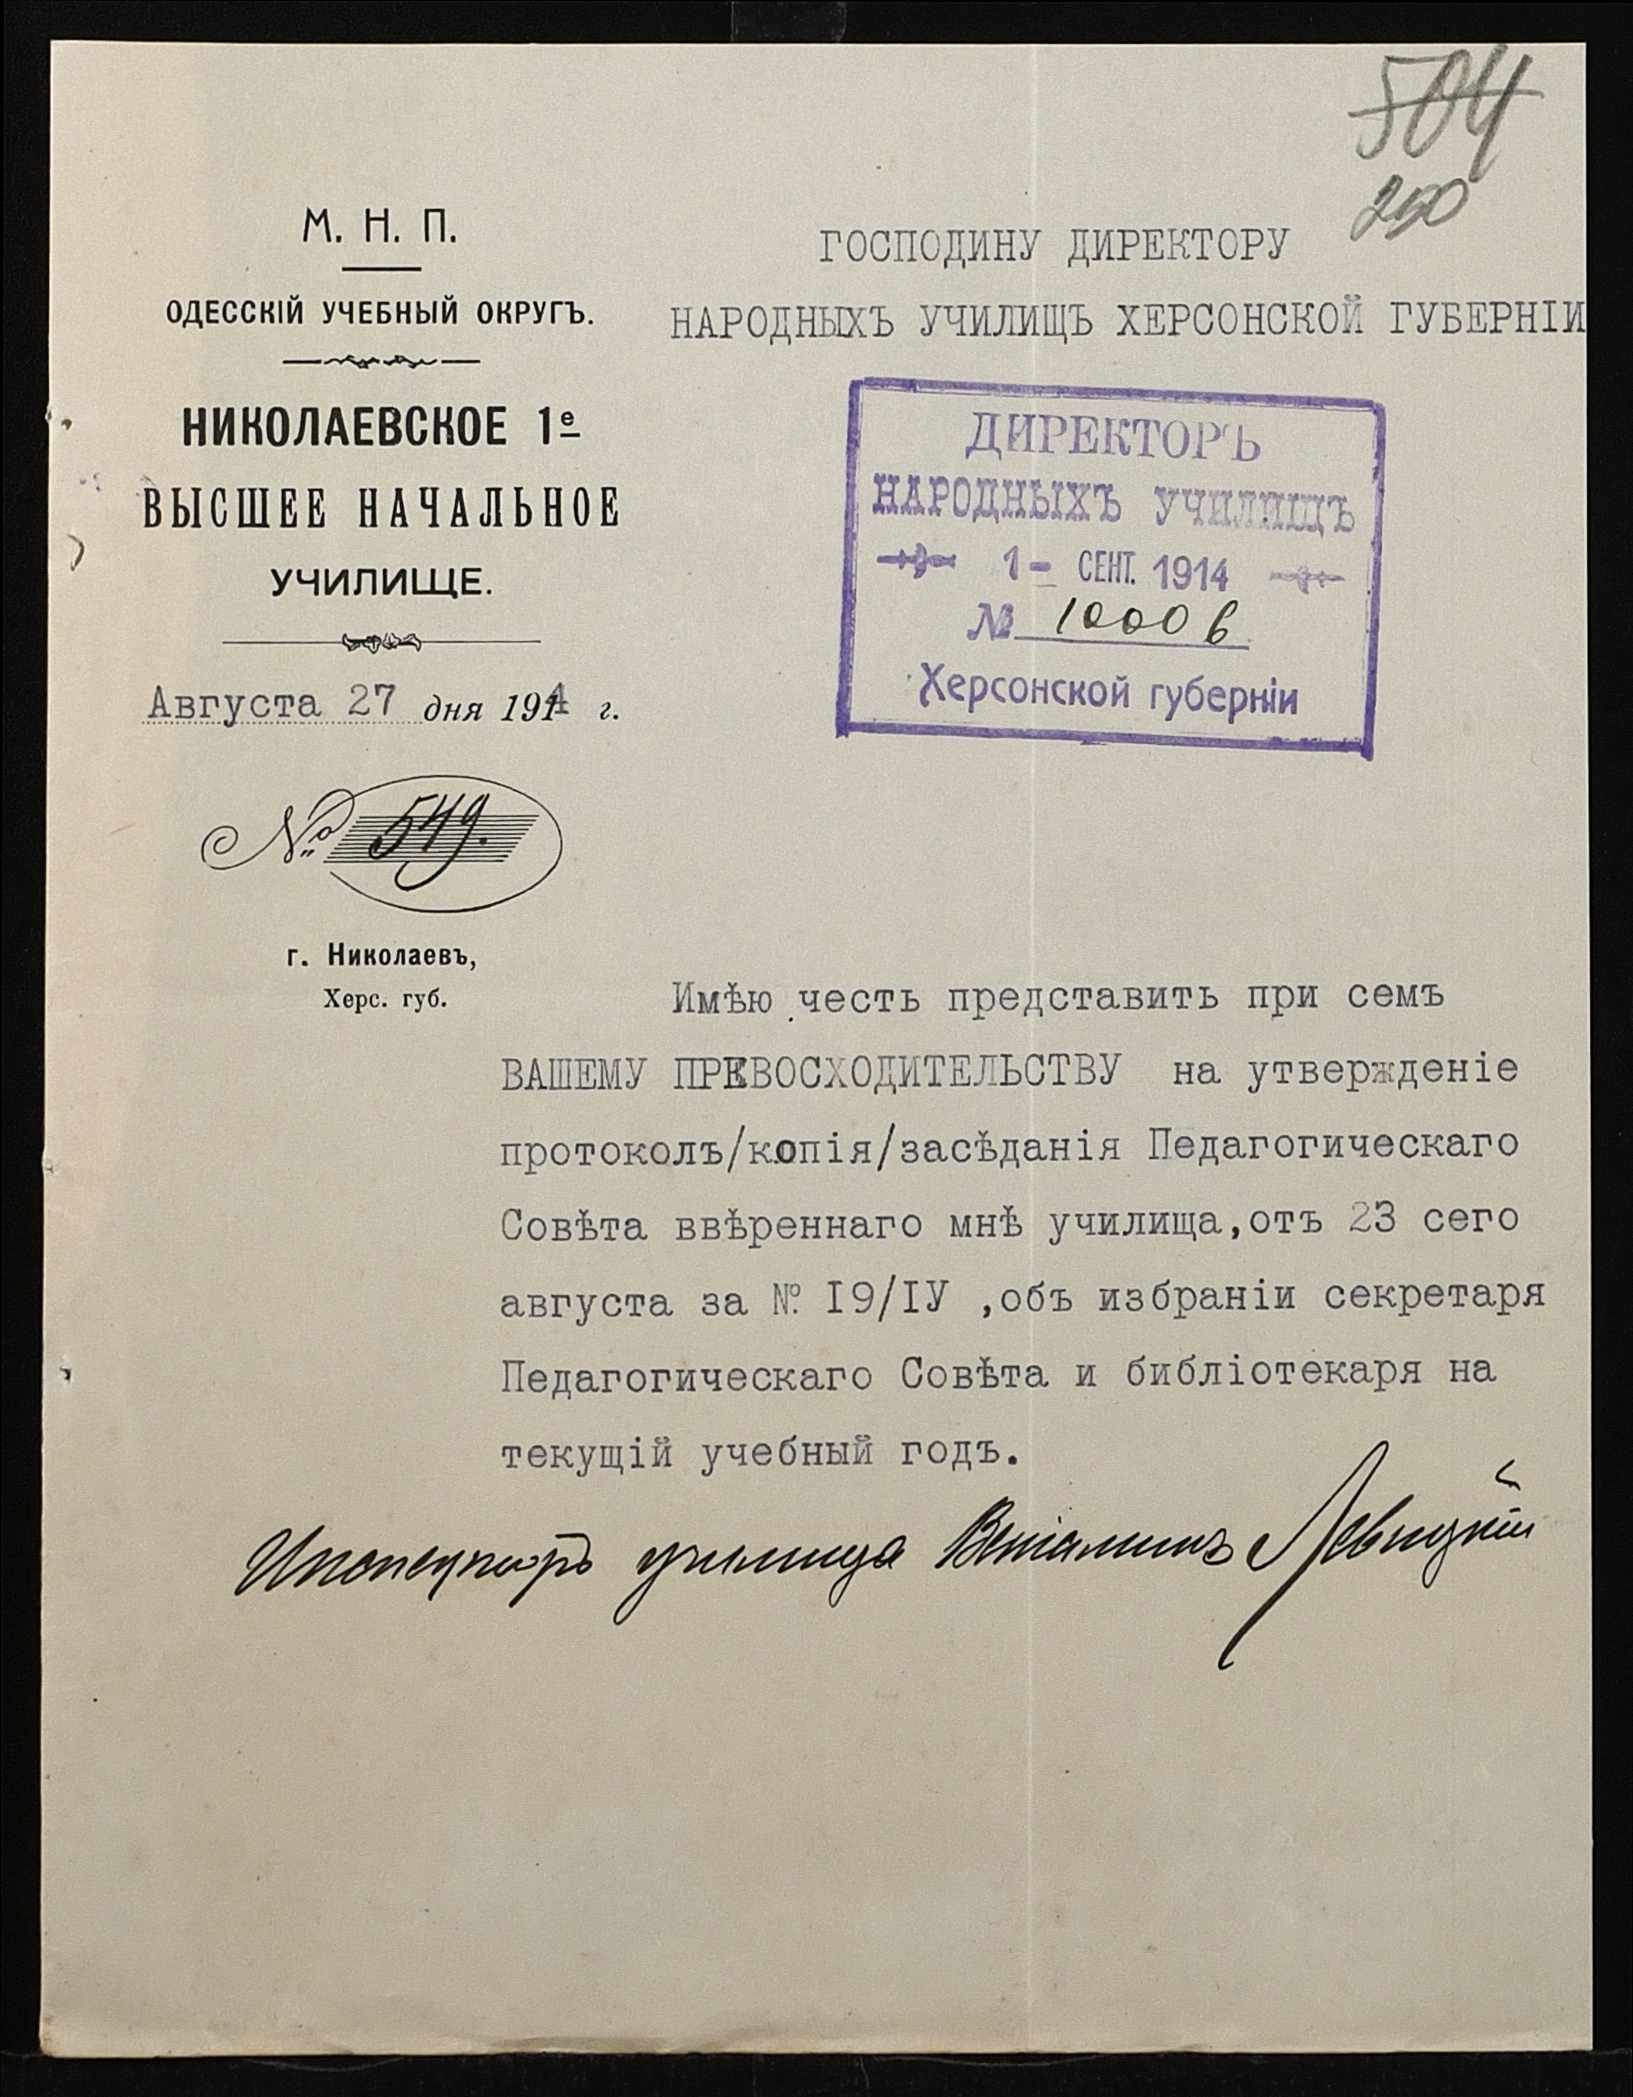 504
250
М. Н. П.
ОДЕССКІЙ УЧЕБНЫЙ ОКРУГЪ.
НИКОЛАЕВСКОЕ 1е
ВЫСШЕЕ НАЧАЛЬНОЕ
УЧИЛИЩЕ.
Августа 27 дня 1914 г.
№ 549.
г. Николаевъ,
Херс. губ.
ГОСПОДИНУ ДИРЕКТОРУ
НАРОДНЫХЪ УЧИЛИЩЪ ХЕРСОНСКОЙ ГУБЕРНІИ
ДИРЕКТОРЪ
НАРОДНЫХЪ УЧИЛИЩЪ
1 - СЕНТ. 1914
№ 10006
Херсонской губерніи
Имѣю честь представить при семъ
ВАШЕМУ ПРЕВОСХОДИТЕЛЬСТВУ на утвержденіе
протоколъ/копія/засѣданія Педагогическаго
Совѣта ввѣреннаго мнѣ училища,отъ 23 сего
августа за № I9/IУ ,объ избраніи секретаря
Педагогическаго Совѣта и библіотекаря на
текущій учебный годъ.
Инспекторъ училища Веніаминъ Левицкій